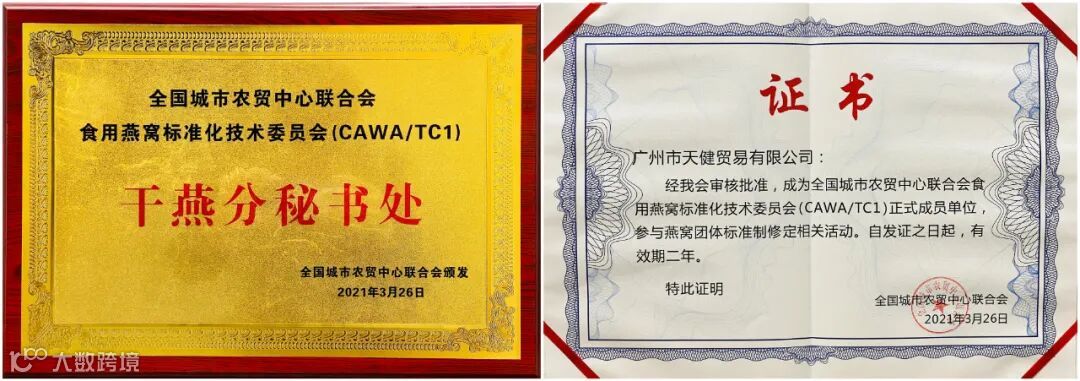 全国城市农贸中心联合会
食用燕窝标准化技术委员会(CAWA/TC1)
干燕分秘书处
全国城市农贸中心联合会颁发
2021年3月26日
大数跨境
证书
广州市天健贸易有限公司：
经我会审核批准，成为全国城市农贸中心联合会食
用燕窝标准化技术委员会(CAWA/TC1)正式成员单位，
参与燕窝团体标准制修定相关活动。自发证之日起，有
效期二年。
特此证明
全国城市农贸中心联合会
2021年3月26日